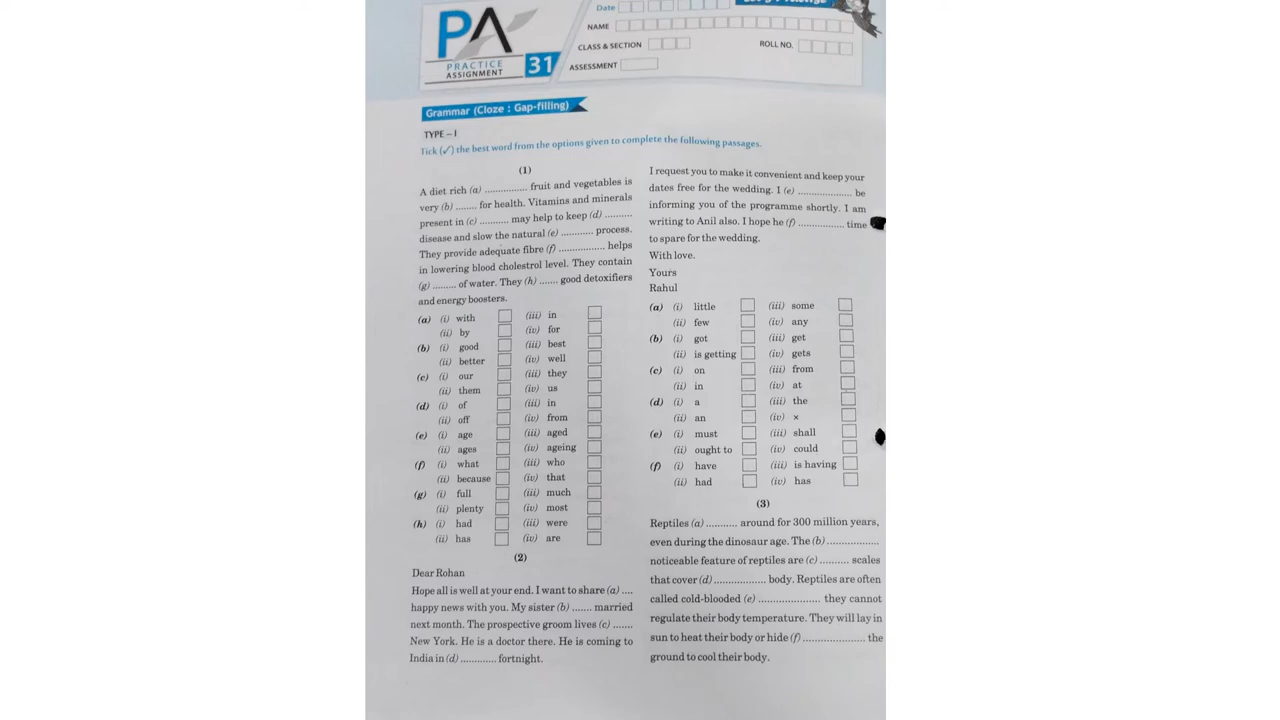 Date
PA
PRACTICE
ASSIGNMENT 31
NAME
CLASS & SECTION
ROLL NO.
ASSESSMENT
Grammar (Cloze : Gap-filling)
TYPE – I
Tick (✓) the best word from the options given to complete the following passages.
(1)
A diet rich (a) ............... fruit and vegetables is
very (b) ........ for health. Vitamins and minerals
present in (c) .......... may help to keep (d) ..........
disease and slow the natural (e) ............ process.
They provide adequate fibre (f) ................. helps
in lowering blood cholestrol level. They contain
(g) ......... of water. They (h) ....... good detoxifiers
and energy boosters.
(a) (i) with (iii) in
(ii) by (iv) for
(b) (i) good (iii) best
(ii) better (iv) well
(c) (i) our (iii) they
(ii) them (iv) us
(d) (i) of (iii) in
(ii) off (iv) from
(e) (i) age (iii) aged
(ii) ages (iv) ageing
(f) (i) what (iii) who
(ii) because (iv) that
(g) (i) full (iii) much
(ii) plenty (iv) most
(h) (i) had (iii) were
(ii) has (iv) are
(2)
Dear Rohan
Hope all is well at your end. I want to share (a) ....
happy news with you. My sister (b) ....... married
next month. The prospective groom lives (c) .......
New York. He is a doctor there. He is coming to
India in (d) ............. fortnight.
I request you to make it convenient and keep your
dates free for the wedding. I (e) .................... be
informing you of the programme shortly. I am
writing to Anil also. I hope he (f) ................. time
to spare for the wedding.
With love.
Yours
Rahul
(a) (i) little (iii) some
(ii) few (iv) any
(b) (i) got (iii) get
(ii) is getting (iv) gets
(c) (i) on (iii) from
(ii) in (iv) at
(d) (i) a (iii) the
(ii) an (iv) ×
(e) (i) must (iii) shall
(ii) ought to (iv) could
(f) (i) have (iii) is having
(ii) had (iv) has
(3)
Reptiles (a) ........... around for 300 million years,
even during the dinosaur age. The (b) ..................
noticeable feature of reptiles are (c) .......... scales
that cover (d) .................. body. Reptiles are often
called cold-blooded (e) ..................... they cannot
regulate their body temperature. They will lay in
sun to heat their body or hide (f) ..................... the
ground to cool their body.